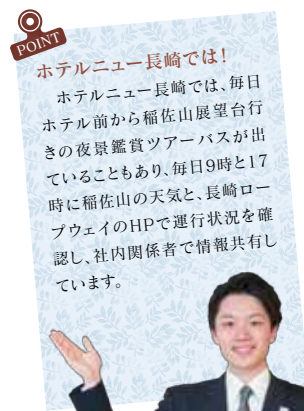 POINT
ホテルニュー長崎では！
ホテルニュー長崎では、毎日
ホテル前から稲佐山展望台行
きの夜景鑑賞ツアーバスが出
ていることもあり、毎日9時と17
時に稲佐山の天気と、長崎ロー
プウェイのHPで運行状況を確
認し、社内関係者で情報共有し
ています。